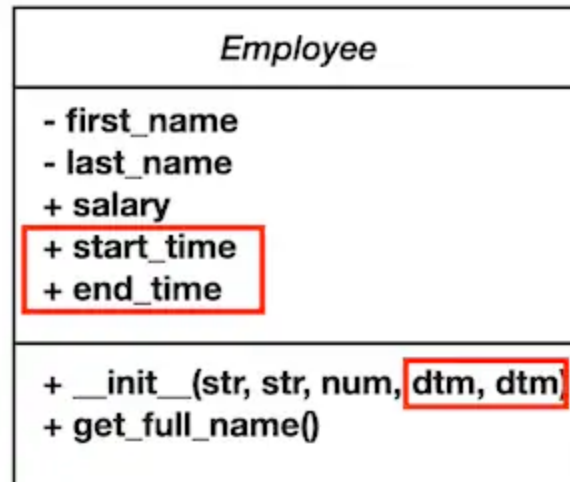 Employee
- first_name
- last_name
+ salary
+ start_time
+ end_time
+ __init__(str, str, num, dtm, dtm)
+ get_full_name()